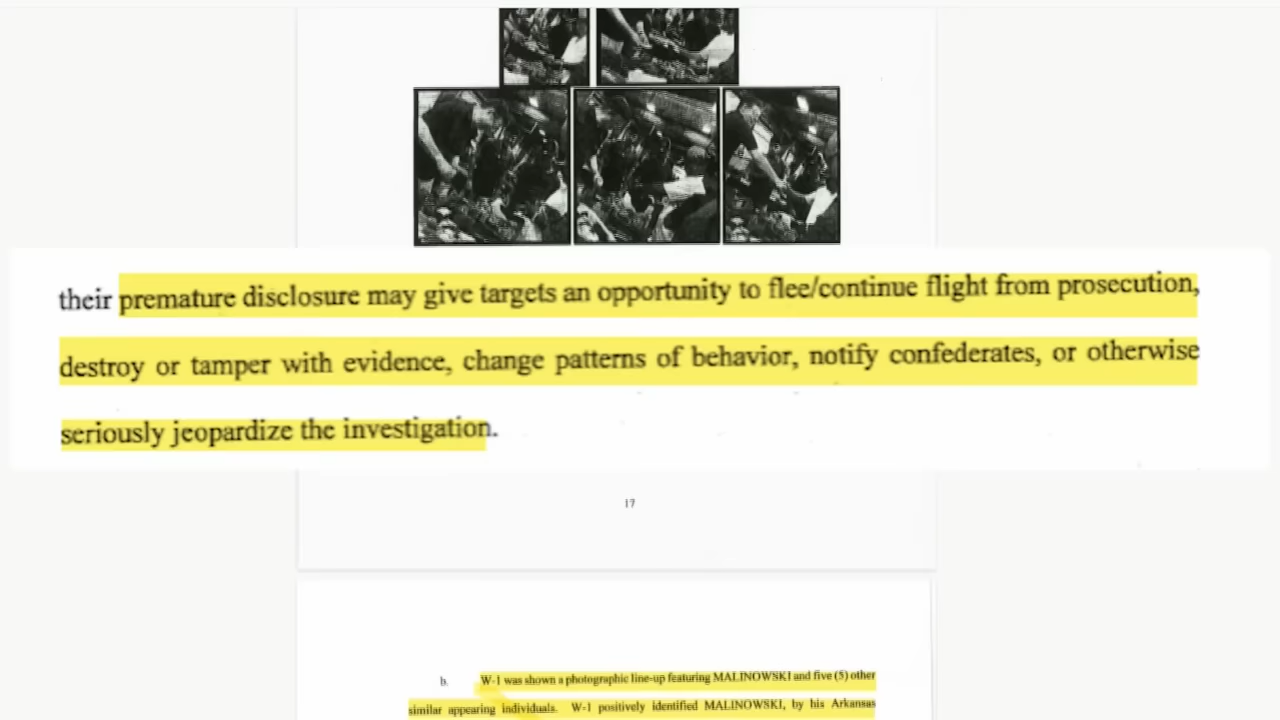 their premature disclosure may give targets an opportunity to flee/continue flight from prosecution,
destroy or tamper with evidence, change patterns of behavior, notify confederates, or otherwise
seriously jeopardize the investigation.
17
b. W-1 was shown a photographic line-up featuring MALINOWSKI and five (5) other
similar appearing individuals. W-1 positively identified MALINOWSKI, by his Arkansas